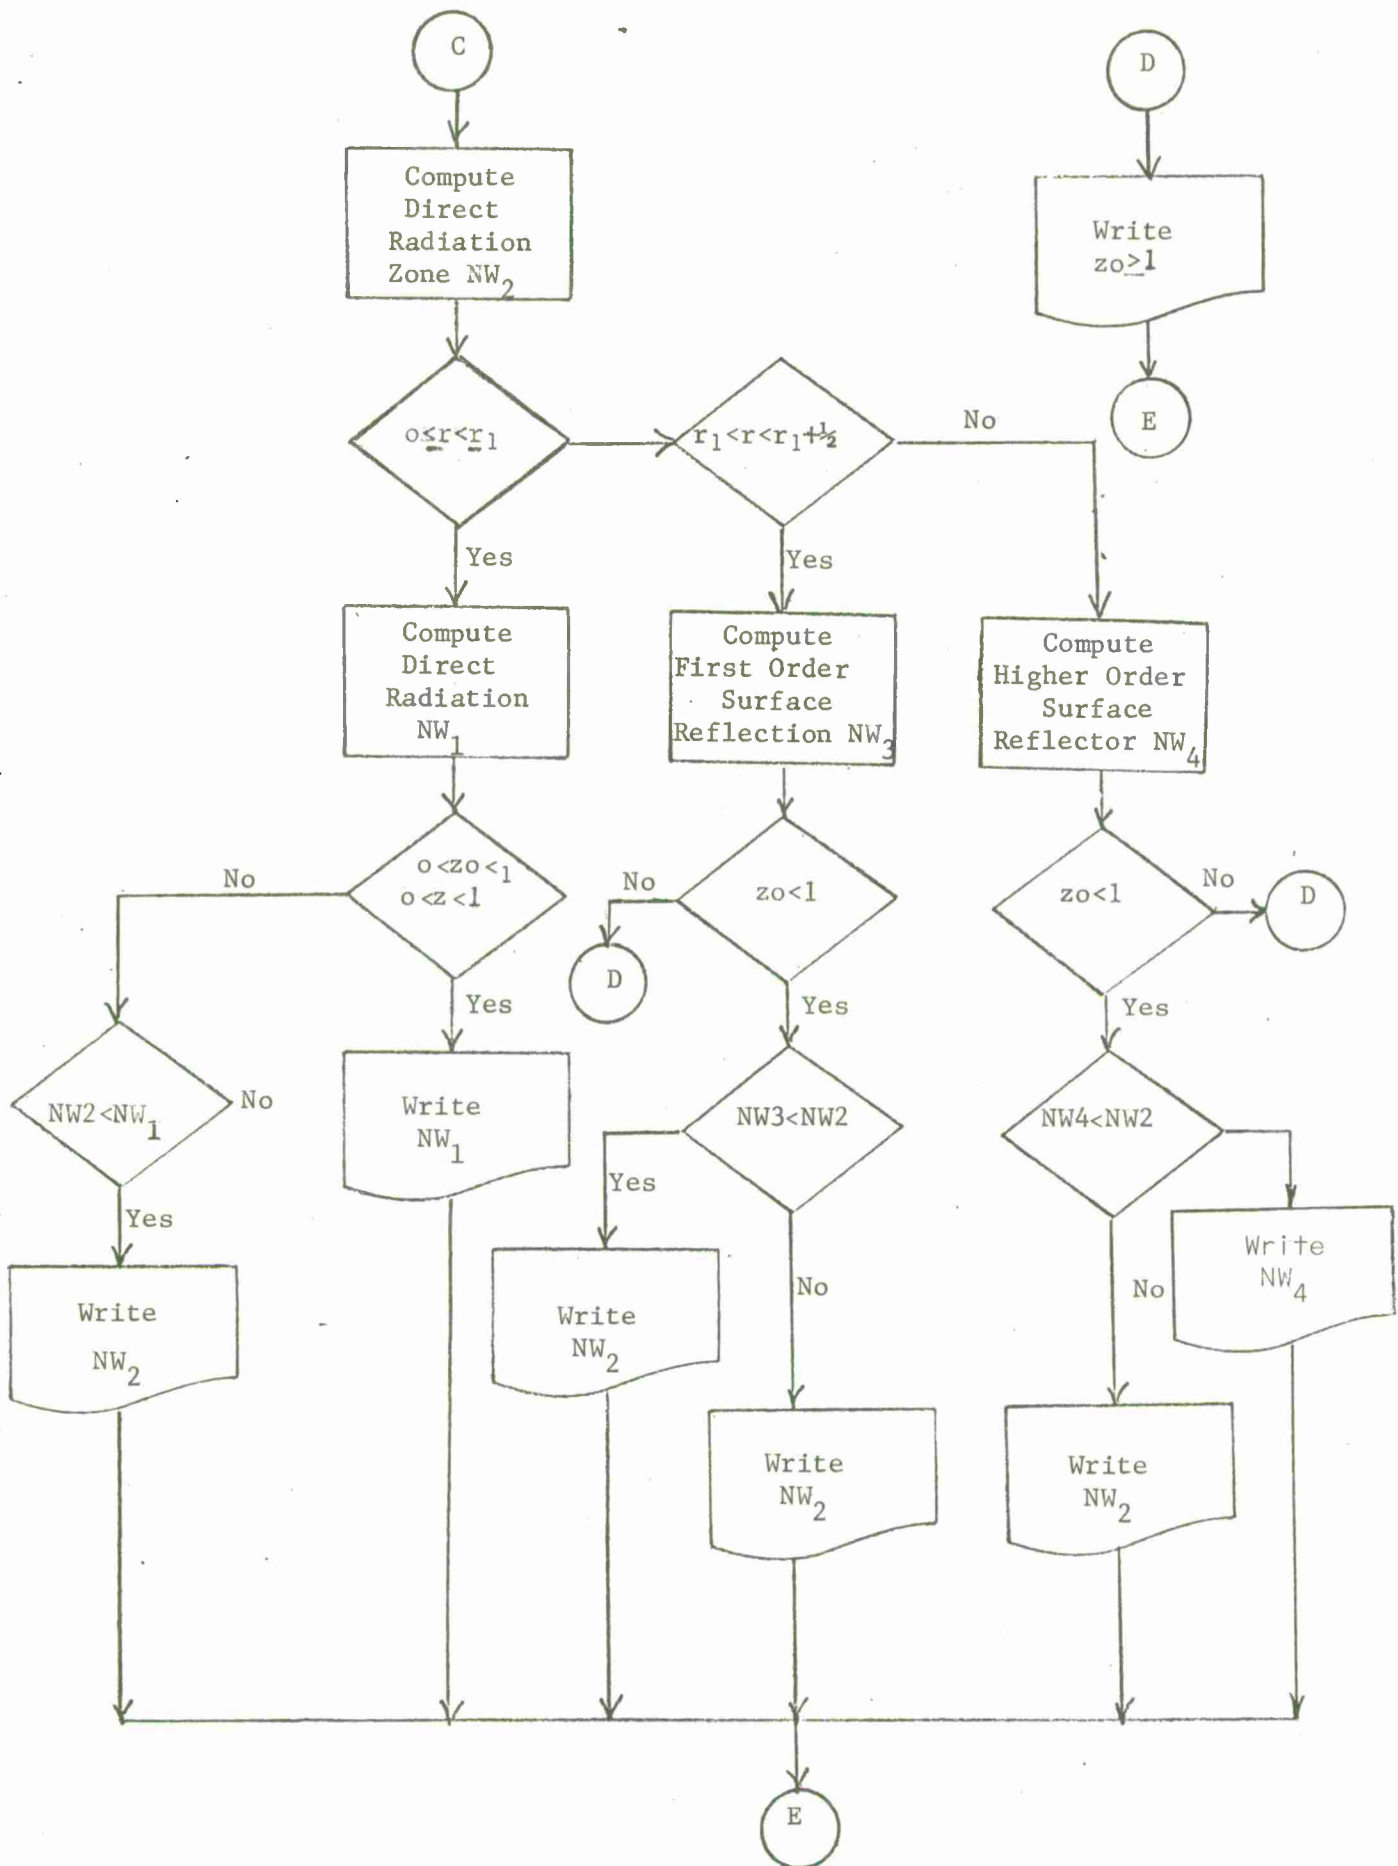 C
D
Compute
Direct
Radiation
Zone NW₂
Write
zo≥1
o≤r<r₁
r₁<r<r₁+½
No
E
Yes
Yes
Compute
Direct
Radiation
NW₁
Compute
First Order
Surface
Reflection NW₃
Compute
Higher Order
Surface
Reflector NW₄
No
o<zo<1
o<z<1
No
zo<1
zo<1
No
D
D
Yes
Yes
Yes
NW2<NW₁
No
Write
NW₁
NW3<NW2
NW4<NW2
Yes
Yes
Write
NW₂
Write
NW₂
No
No
Write
NW₄
Write
NW₂
Write
NW₂
E